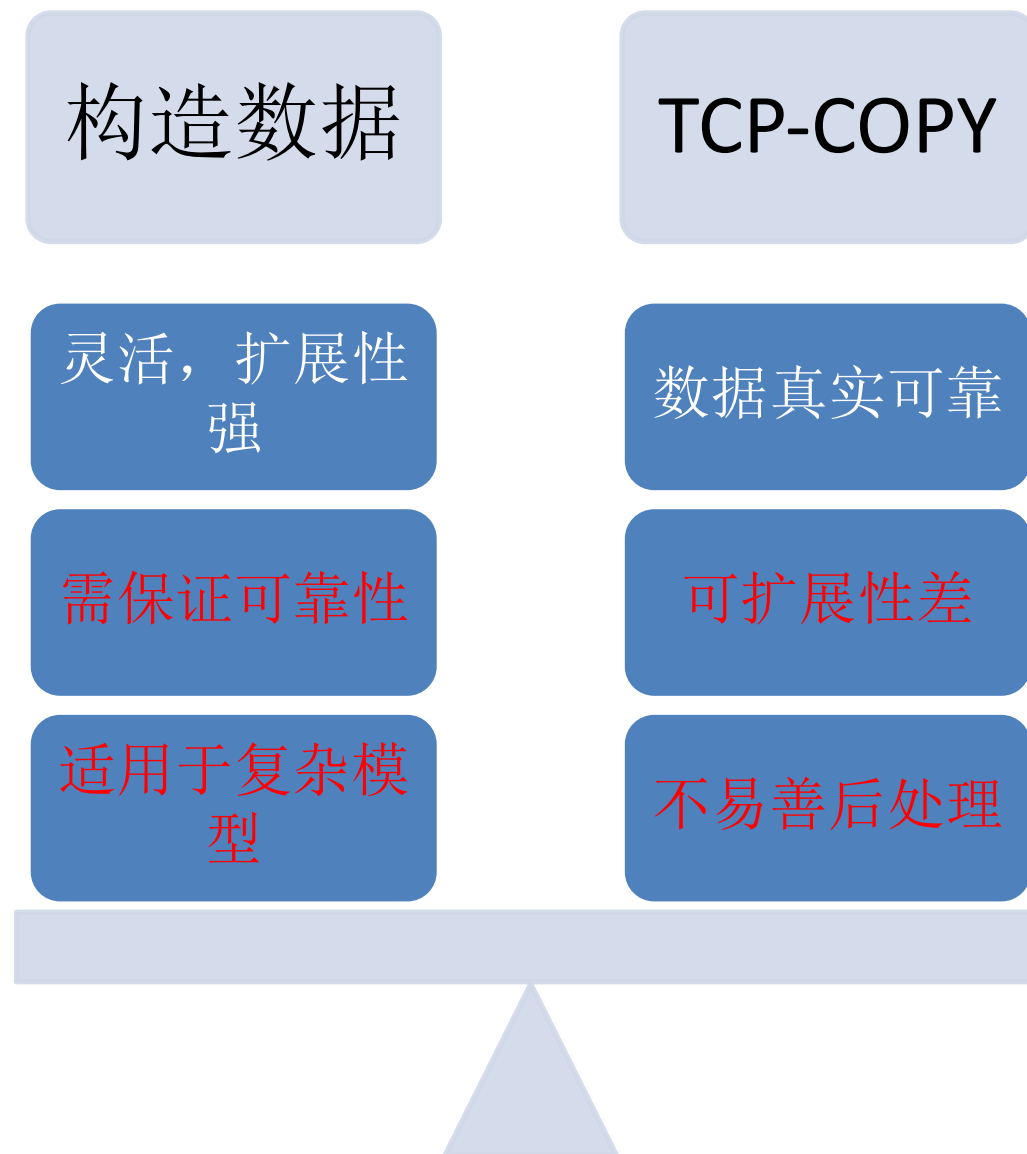 构造数据
灵活，扩展性
强
需保证可靠性
适用于复杂模
型
TCP-COPY
数据真实可靠
可扩展性差
不易善后处理